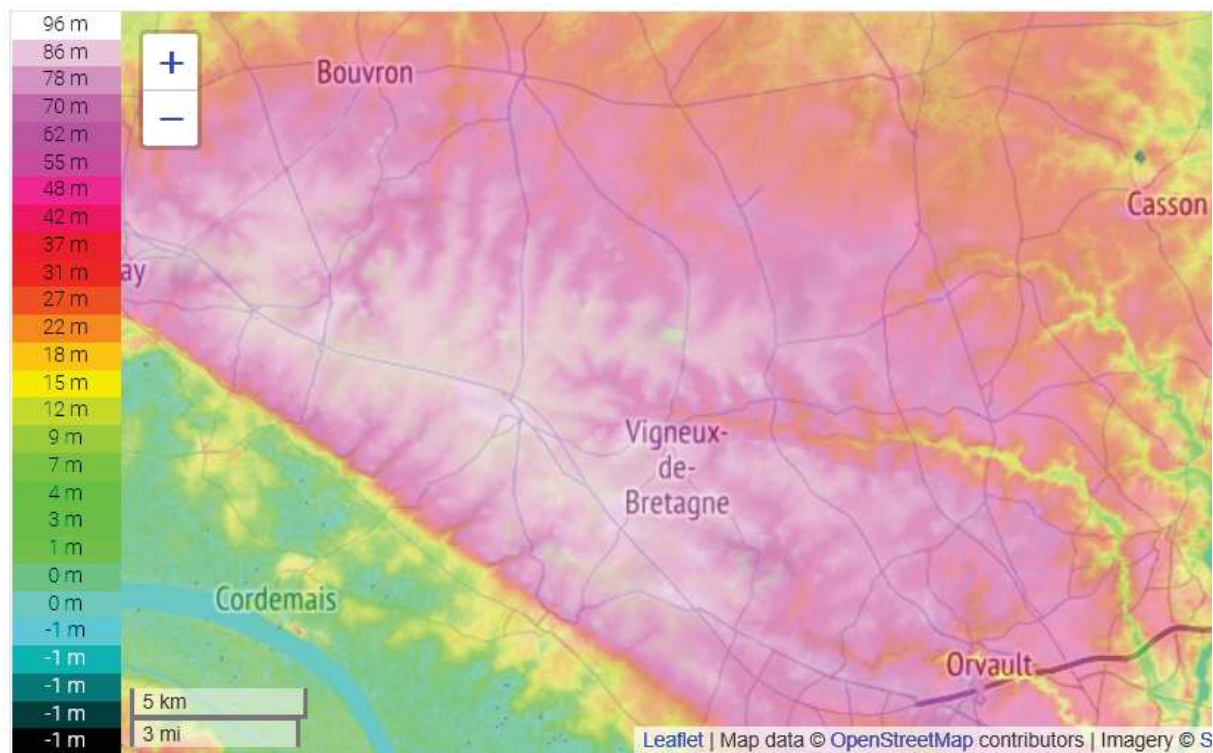 96 m
86 m
78 m
70 m
62 m
55 m
48 m
42 m
37 m
31 m
27 m
22 m
18 m
15 m
12 m
9 m
7 m
4 m
3 m
1 m
0 m
0 m
-1 m
-1 m
-1 m
-1 m
-1 m
+
−
Bouvron
Casson
ay
Vigneux-
de-
Bretagne
Cordemais
Orvault
5 km
3 mi
Leaflet | Map data © OpenStreetMap contributors | Imagery © S